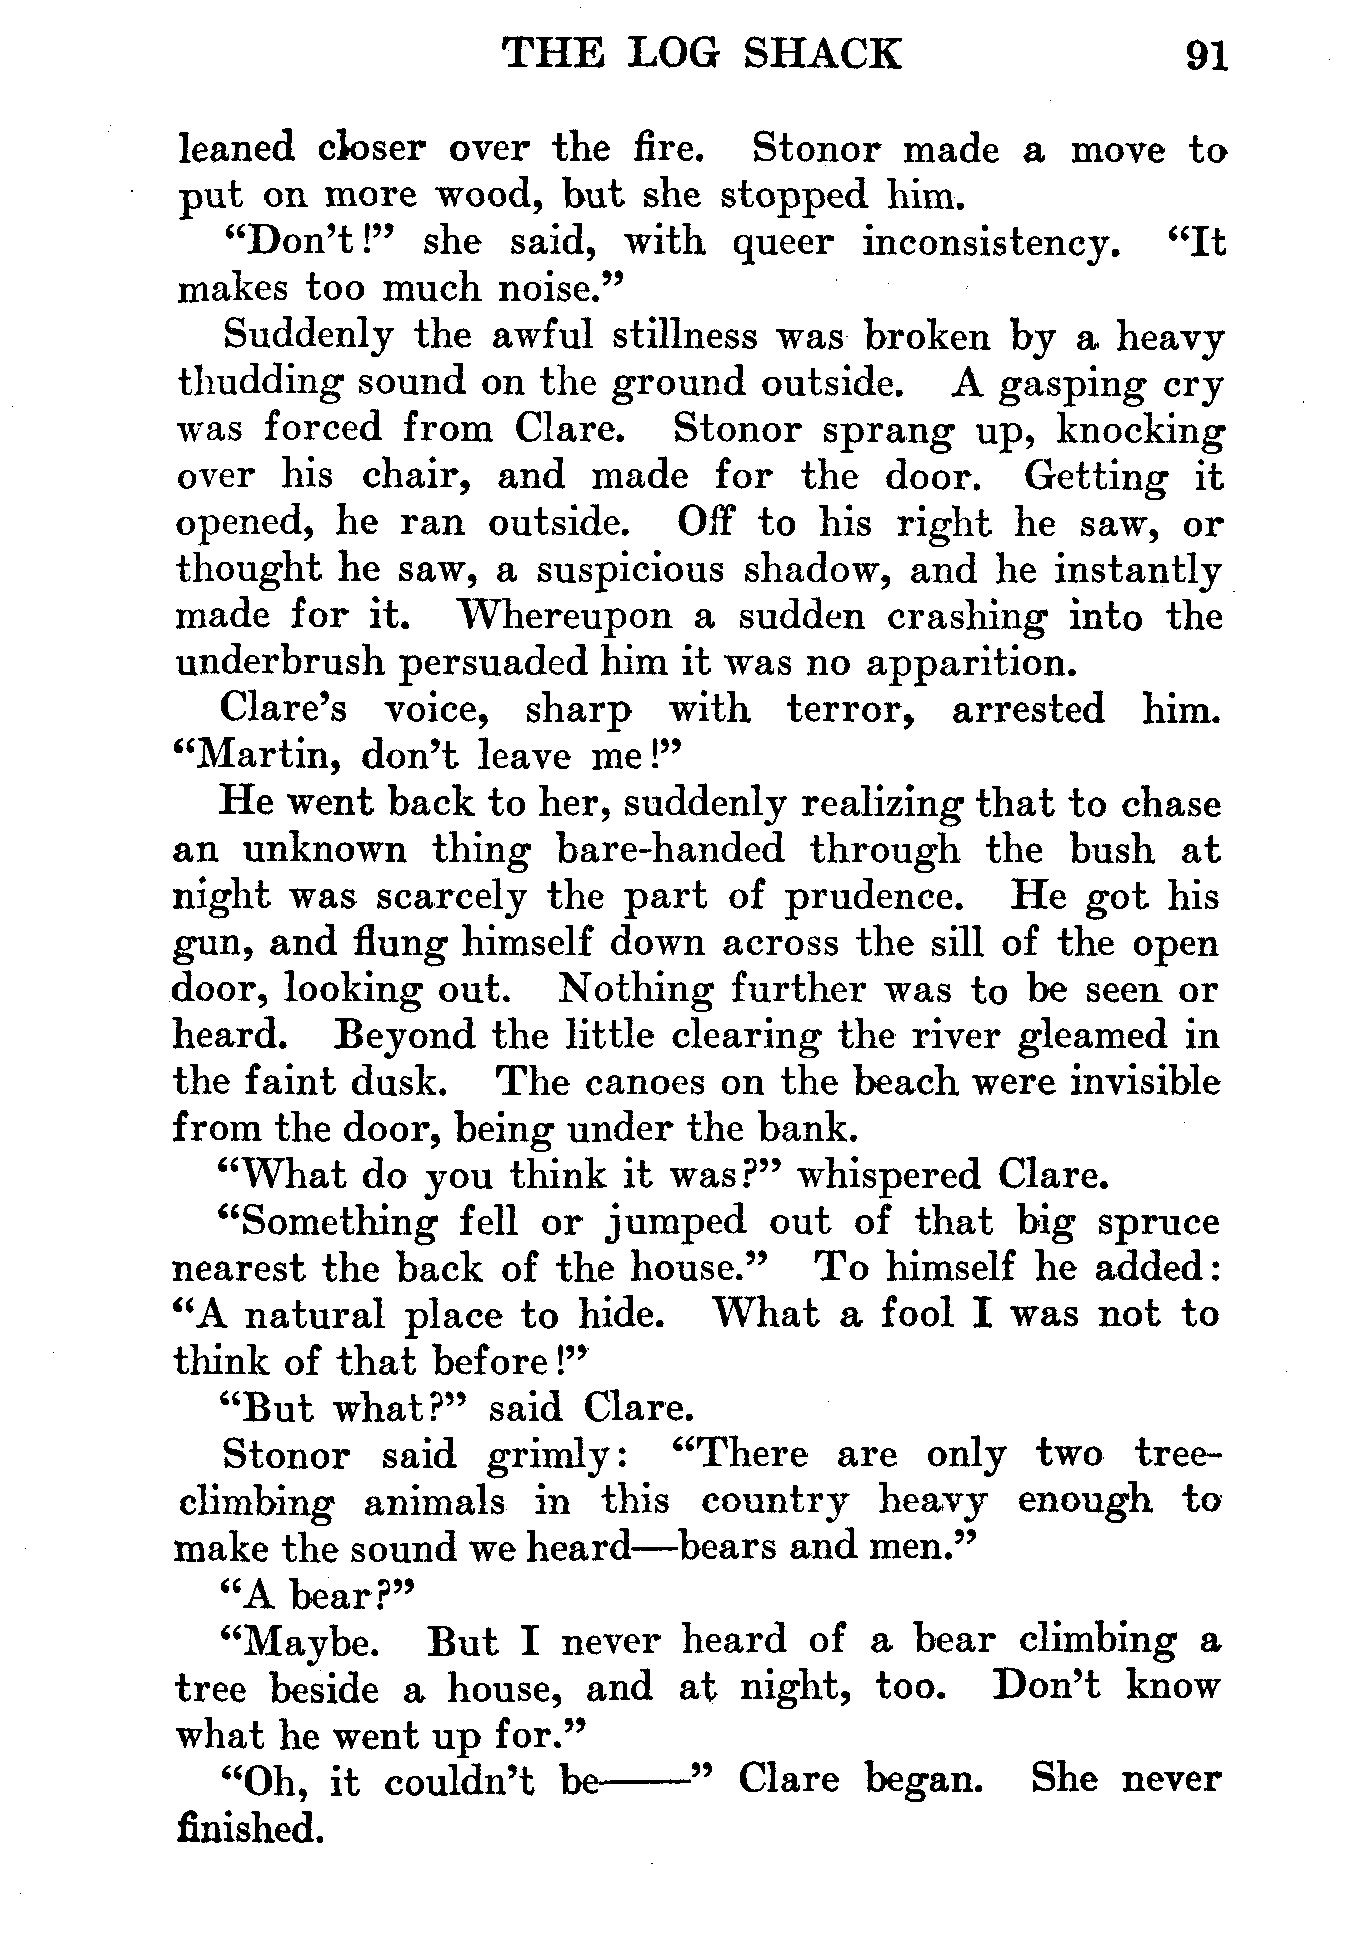 THE LOG SHACK 91
leaned closer over the fire. Stonor made a move to
put on more wood, but she stopped him.
“Don’t!” she said, with queer inconsistency. “It
makes too much noise.”
Suddenly the awful stillness was broken by a heavy
thudding sound on the ground outside. A gasping cry
was forced from Clare. Stonor sprang up, knocking
over his chair, and made for the door. Getting it
opened, he ran outside. Off to his right he saw, or
thought he saw, a suspicious shadow, and he instantly
made for it. Whereupon a sudden crashing into the
underbrush persuaded him it was no apparition.
Clare’s voice, sharp with terror, arrested him.
“Martin, don’t leave me!”
He went back to her, suddenly realizing that to chase
an unknown thing bare-handed through the bush at
night was scarcely the part of prudence. He got his
gun, and flung himself down across the sill of the open
door, looking out. Nothing further was to be seen or
heard. Beyond the little clearing the river gleamed in
the faint dusk. The canoes on the beach were invisible
from the door, being under the bank.
“What do you think it was?” whispered Clare.
“Something fell or jumped out of that big spruce
nearest the back of the house.” To himself he added:
“A natural place to hide. What a fool I was not to
think of that before!”
“But what?” said Clare.
Stonor said grimly: “There are only two tree-
climbing animals in this country heavy enough to
make the sound we heard—bears and men.”
“A bear?”
“Maybe. But I never heard of a bear climbing a
tree beside a house, and at night, too. Don’t know
what he went up for.”
“Oh, it couldn’t be——” Clare began. She never
finished.